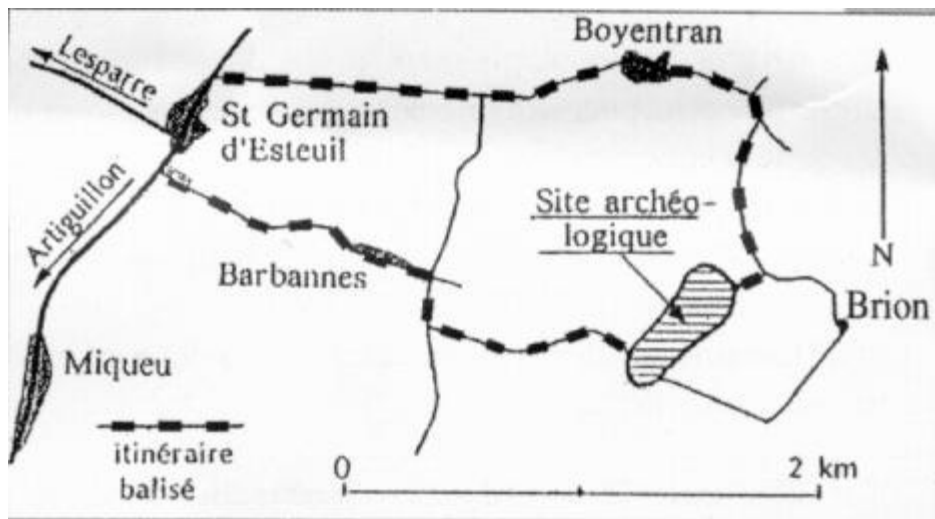 Lesparre
Boyentran
St Germain
d'Esteuil
Artiguillon
Site archéo-
logique
N
Barbannes
Brion
Miqueu
itinéraire
balisé
0
2 km